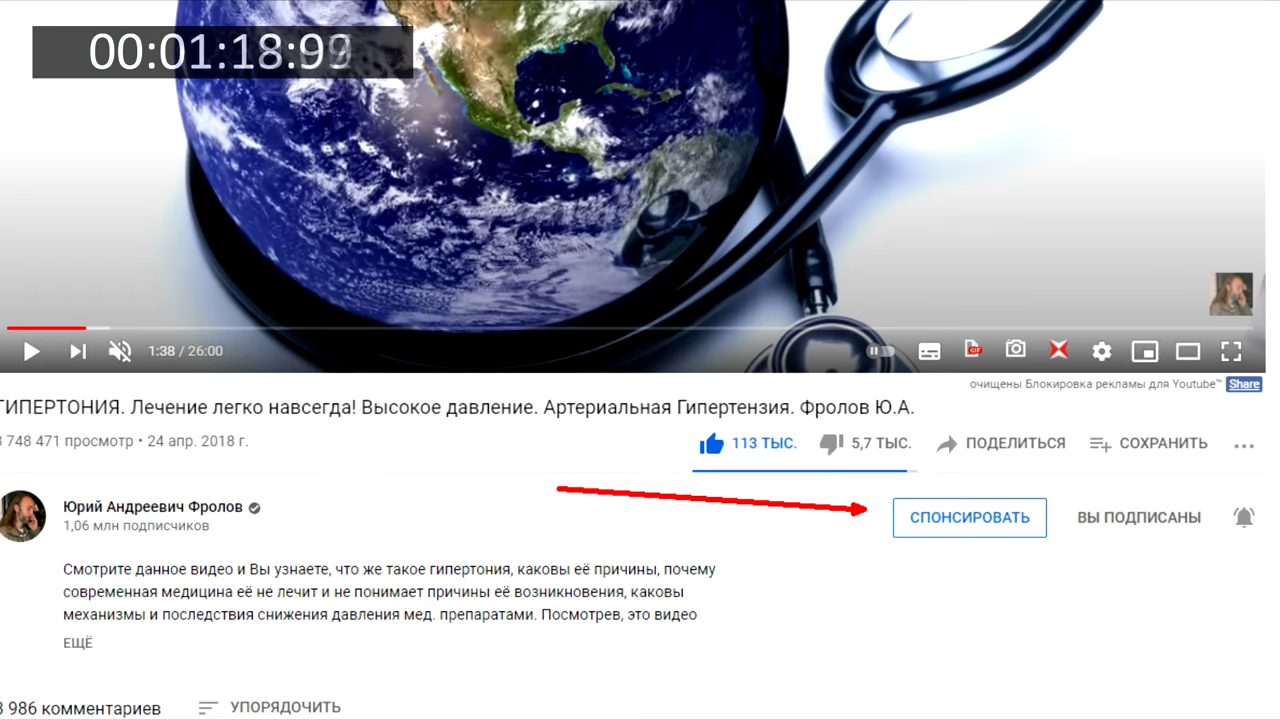 00:01:18:99
1:38 / 26:00
GIF
очищены Блокировка рекламы для Youtube™ Share
ГИПЕРТОНИЯ. Лечение легко навсегда! Высокое давление. Артериальная Гипертензия. Фролов Ю.А.
3 748 471 просмотр • 24 апр. 2018 г.
113 ТЫС. 5,7 ТЫС. ПОДЕЛИТЬСЯ СОХРАНИТЬ
Юрий Андреевич Фролов
1,06 млн подписчиков
СПОНСИРОВАТЬ ВЫ ПОДПИСАНЫ
Смотрите данное видео и Вы узнаете, что же такое гипертония, каковы её причины, почему
современная медицина её не лечит и не понимает причины её возникновения, каковы
механизмы и последствия снижения давления мед. препаратами. Посмотрев, это видео
ЕЩЁ
3 986 комментариев УПОРЯДОЧИТЬ